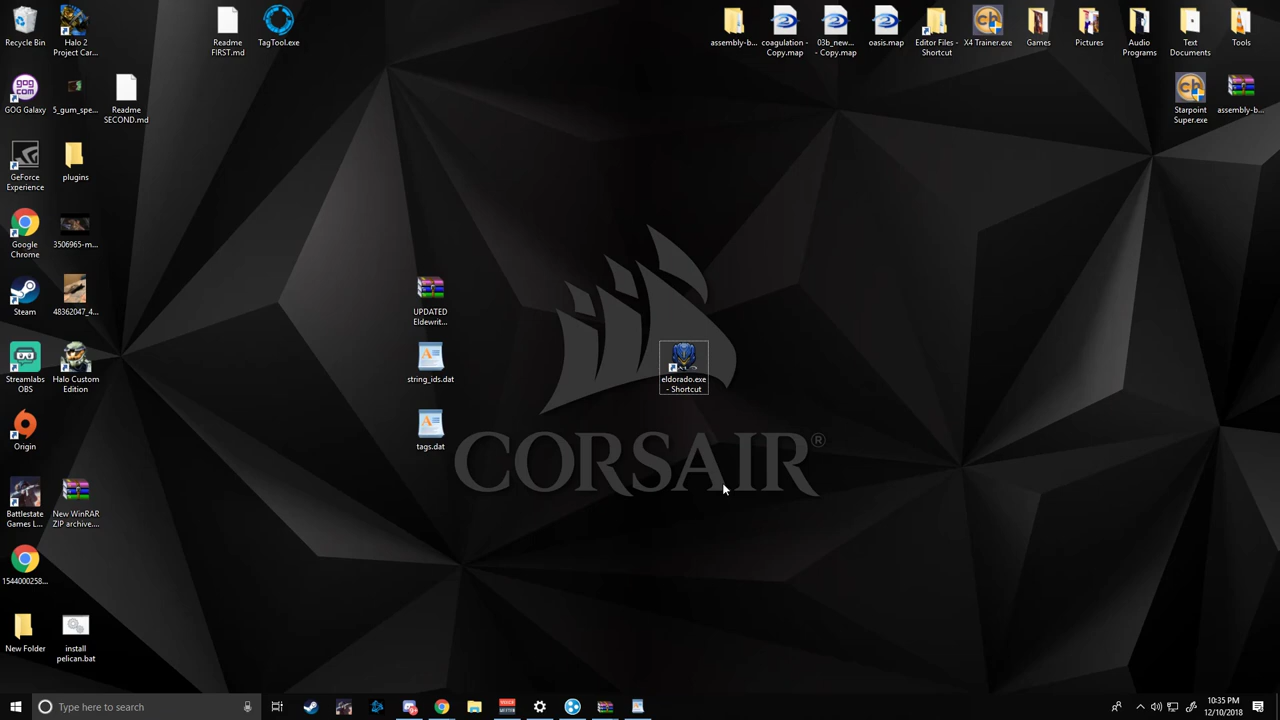 Recycle Bin
Halo 2
Project Car...
Readme
FIRST.md
TagTool.exe
assembly-b...
coagulation -
Copy.map
03b_new...
- Copy.map
oasis.map
Editor Files -
Shortcut
X4 Trainer.exe
Games
Pictures
Audio
Programs
Text
Documents
Tools
GOG Galaxy
5_gum_spe...
Readme
SECOND.md
Starpoint
Super.exe
assembly-b...
GeForce
Experience
plugins
Google
Chrome
3506965-m...
Steam
48362047_4...
UPDATED
Eldewrit...
Streamlabs
OBS
Halo Custom
Edition
string_ids.dat
eldorado.exe
- Shortcut
Origin
tags.dat
CORSAIR®
Battlestate
Games L...
New WinRAR
ZIP archive....
1544000258...
New Folder
install
pelican.bat
Type here to search
10:35 PM
12/10/2018